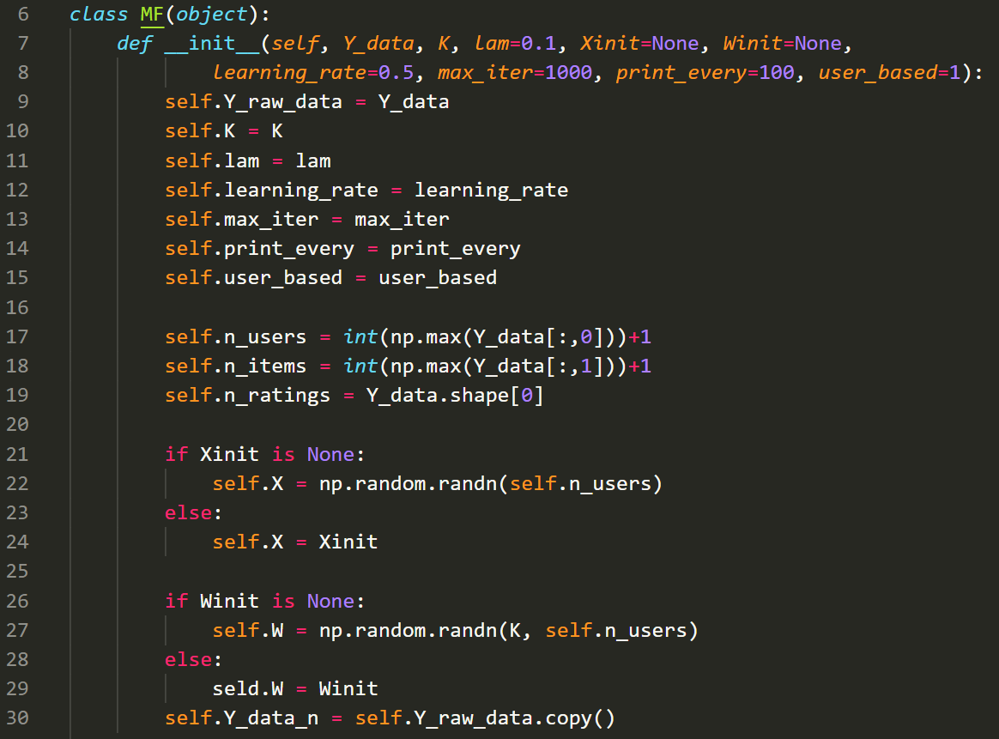 6 class MF(object):
7 def __init__(self, Y_data, K, lam=0.1, Xinit=None, Winit=None,
8 learning_rate=0.5, max_iter=1000, print_every=100, user_based=1):
9 self.Y_raw_data = Y_data
10 self.K = K
11 self.lam = lam
12 self.learning_rate = learning_rate
13 self.max_iter = max_iter
14 self.print_every = print_every
15 self.user_based = user_based
16
17 self.n_users = int(np.max(Y_data[:,0]))+1
18 self.n_items = int(np.max(Y_data[:,1]))+1
19 self.n_ratings = Y_data.shape[0]
20
21 if Xinit is None:
22 self.X = np.random.randn(self.n_users)
23 else:
24 self.X = Xinit
25
26 if Winit is None:
27 self.W = np.random.randn(K, self.n_users)
28 else:
29 seld.W = Winit
30 self.Y_data_n = self.Y_raw_data.copy()